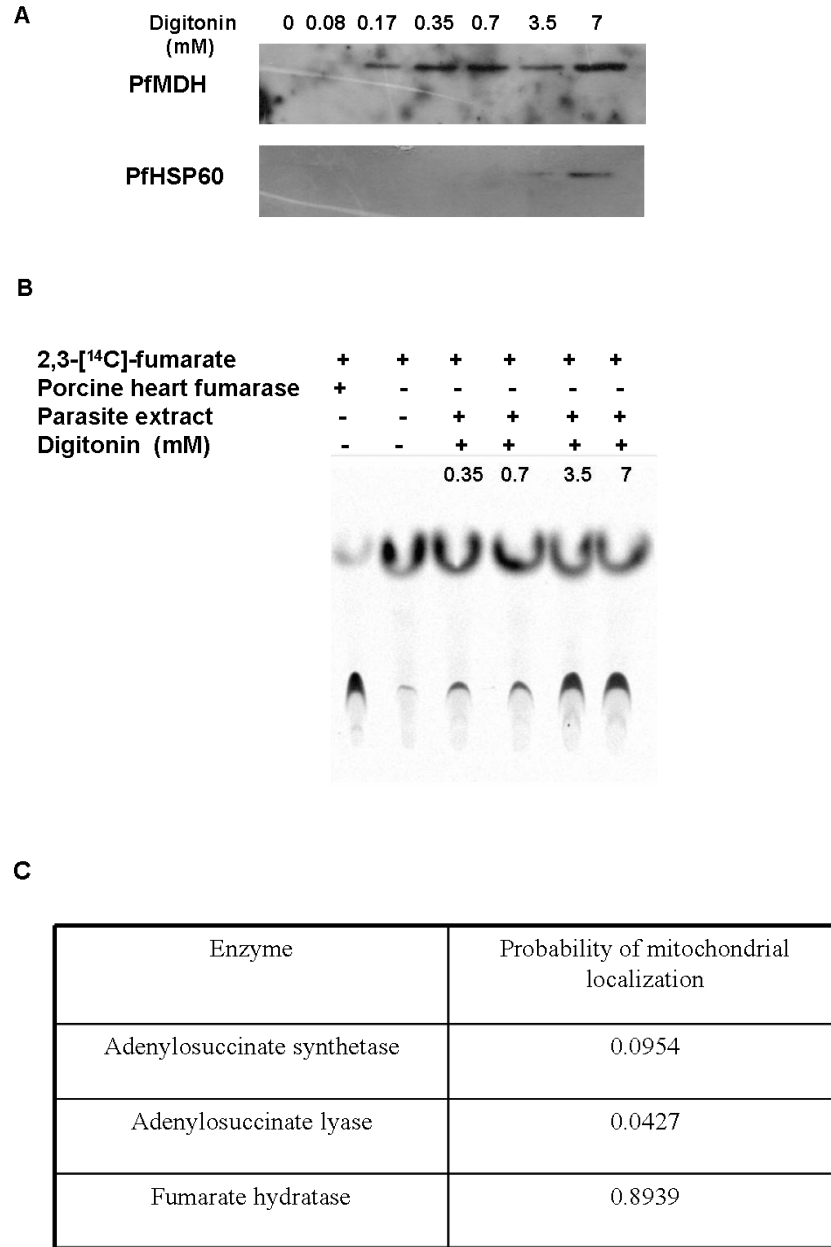 A
Digitonin 0 0.08 0.17 0.35 0.7 3.5 7
(mM)
PfMDH
PfHSP60
B
2,3-[¹⁴C]-fumarate + + + + + +
Porcine heart fumarase + - - - - -
Parasite extract - - + + + +
Digitonin (mM) - - + + + +
0.35 0.7 3.5 7
C
Enzyme
Probability of mitochondrial
localization
Adenylosuccinate synthetase 0.0954
Adenylosuccinate lyase 0.0427
Fumarate hydratase 0.8939